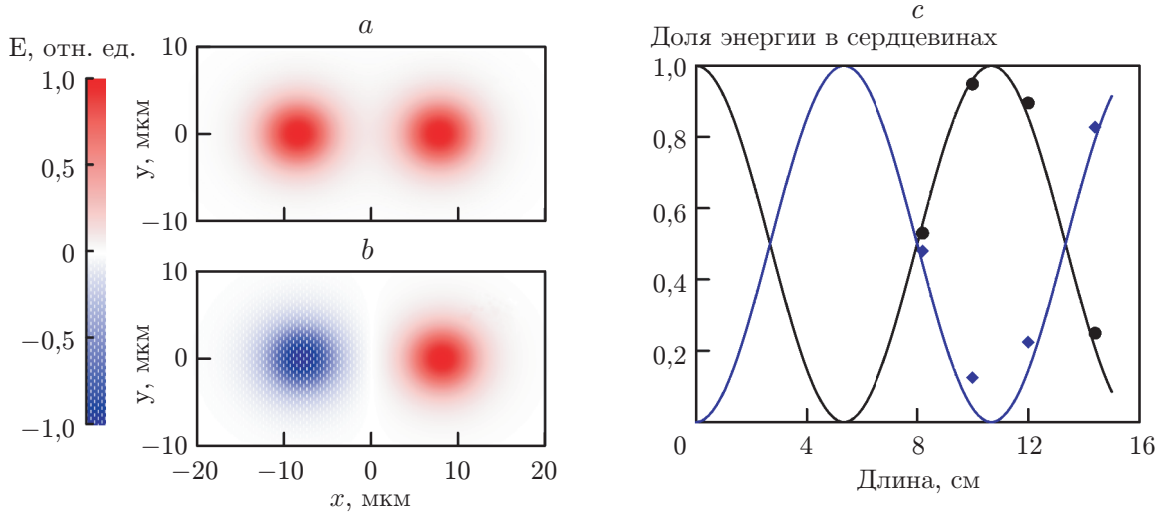 a
E, отн. ед.
1,0
0,5
0
−0,5
−1,0
10
0
−10
y, мкм
b
10
0
−10
y, мкм
−20 −10 0 10 20
x, мкм
c
Доля энергии в сердцевинах
1,0
0,8
0,6
0,4
0,2
0 4 8 12 16
Длина, см